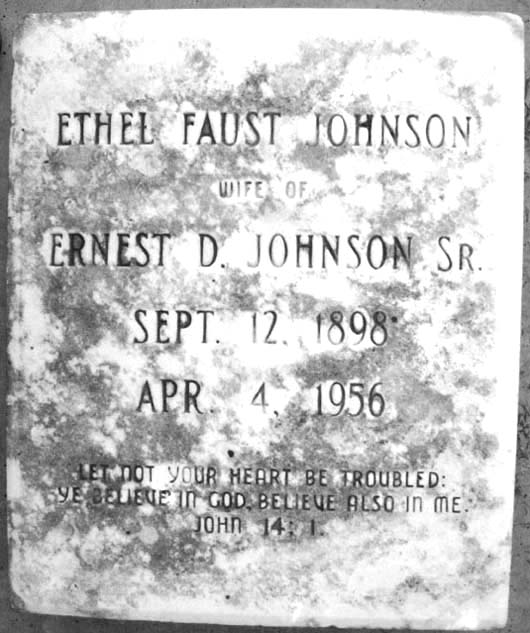 ETHEL FAUST JOHNSON
WIFE OF
ERNEST D. JOHNSON SR.
SEPT. 12, 1898
APR. 4, 1956
LET NOT YOUR HEART BE TROUBLED:
YE BELIEVE IN GOD, BELIEVE ALSO IN ME.
JOHN 14: 1.